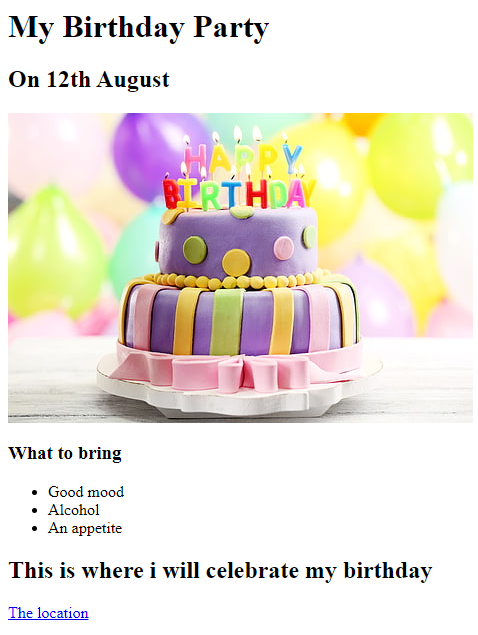 My Birthday Party
On 12th August
HAPPY
BIRTHDAY
What to bring
Good mood
Alcohol
An appetite
This is where i will celebrate my birthday
The location